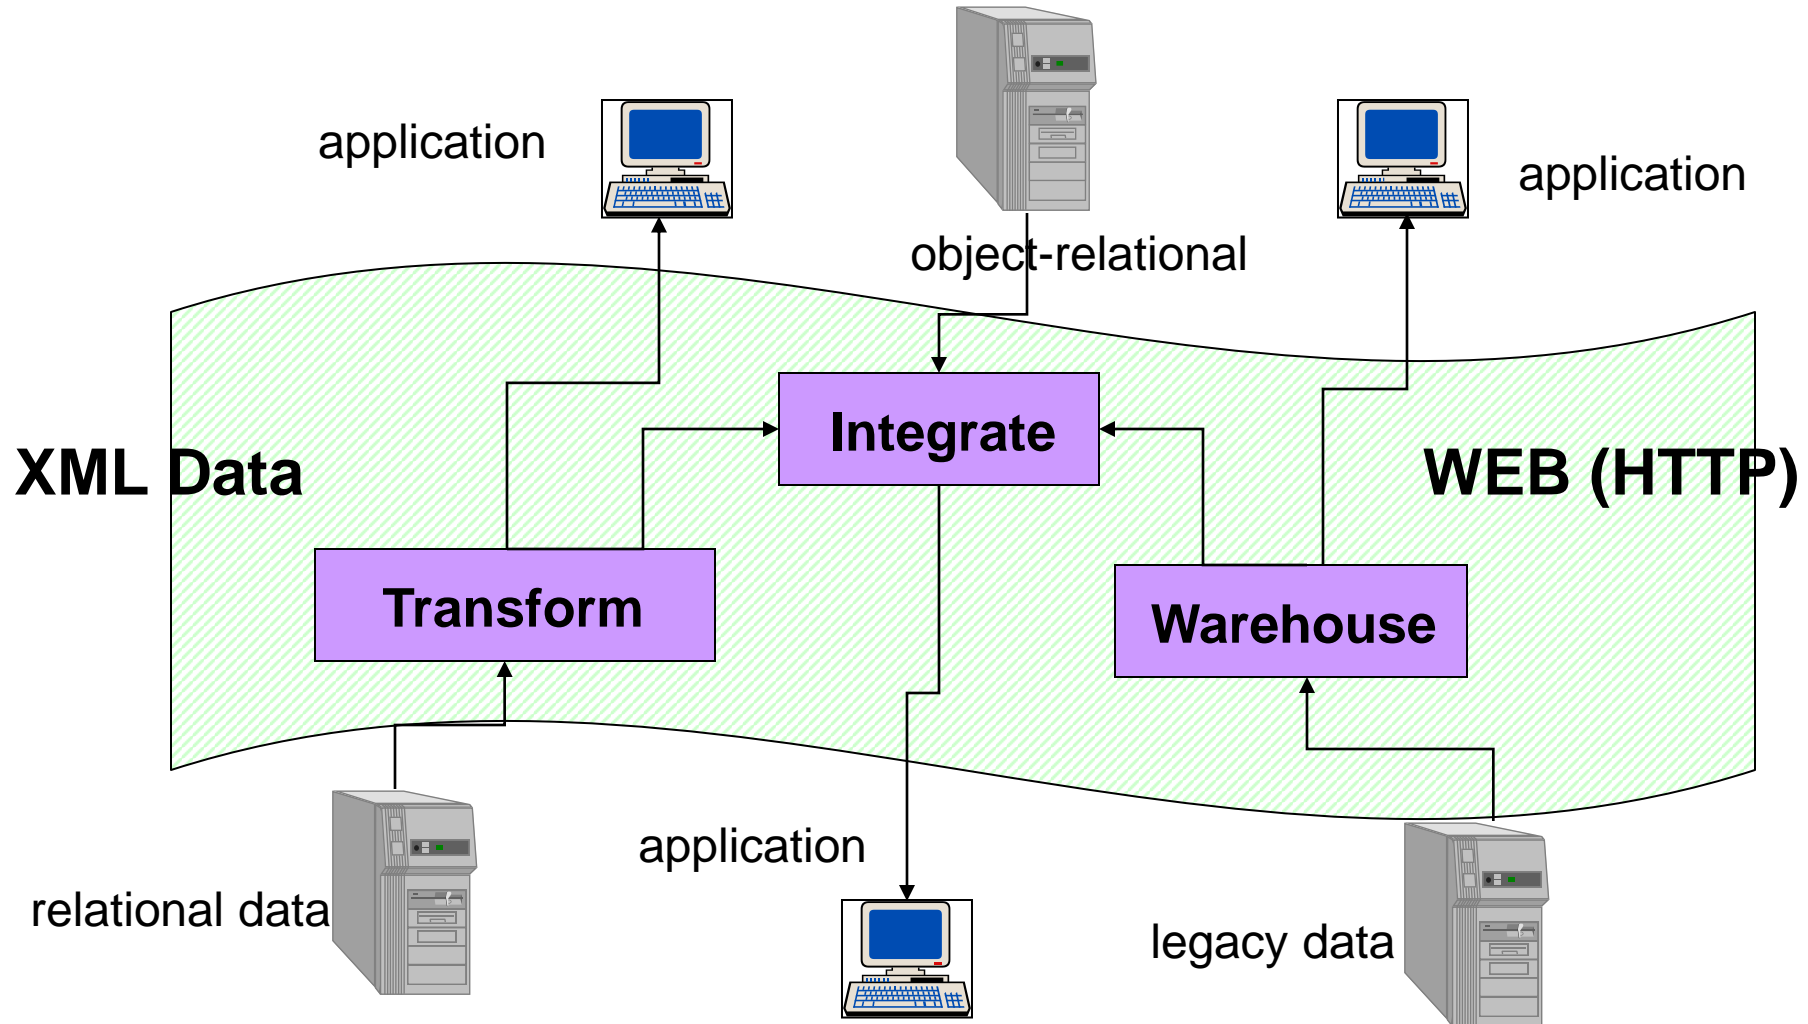 application
application
object-relational
Integrate
XML Data
WEB (HTTP)
Transform
Warehouse
application
relational data
legacy data